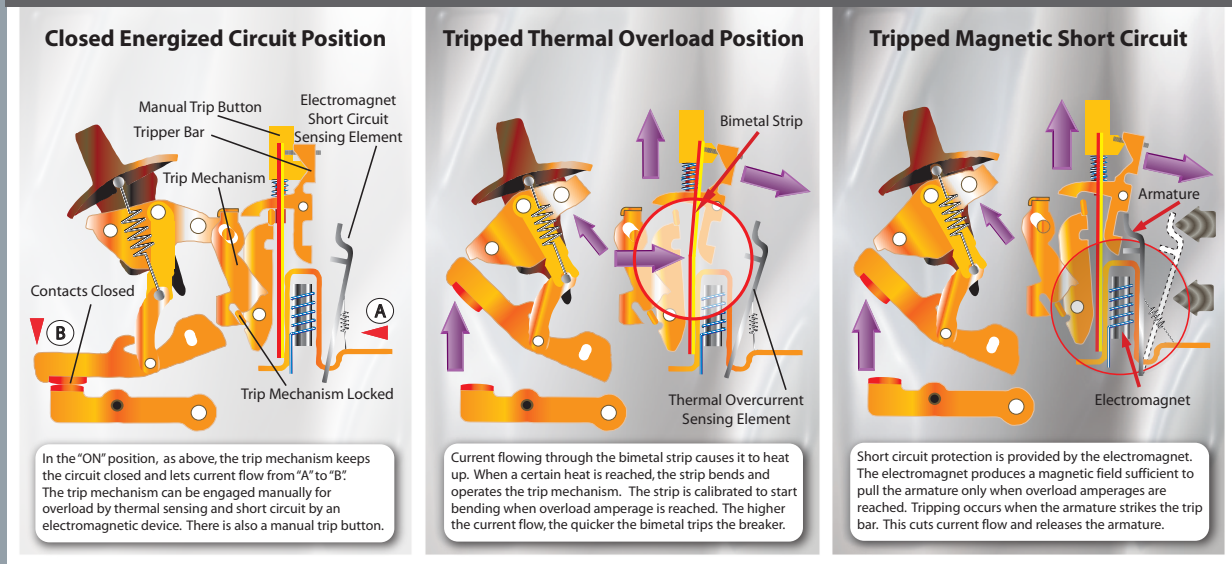 Closed Energized Circuit Position
Manual Trip Button
Electromagnet
Short Circuit
Sensing Element
Tripper Bar
Trip Mechanism
Contacts Closed
B
A
Trip Mechanism Locked
In the "ON" position, as above, the trip mechanism keeps
the circuit closed and lets current flow from "A" to "B".
The trip mechanism can be engaged manually for
overload by thermal sensing and short circuit by an
electromagnetic device. There is also a manual trip button.
Tripped Thermal Overload Position
Bimetal Strip
Thermal Overcurrent
Sensing Element
Current flowing through the bimetal strip causes it to heat
up. When a certain heat is reached, the strip bends and
operates the trip mechanism. The strip is calibrated to start
bending when overload amperage is reached. The higher
the current flow, the quicker the bimetal trips the breaker.
Tripped Magnetic Short Circuit
Armature
Electromagnet
Short circuit protection is provided by the electromagnet.
The electromagnet produces a magnetic field sufficient to
pull the armature only when overload amperages are
reached. Tripping occurs when the armature strikes the trip
bar. This cuts current flow and releases the armature.